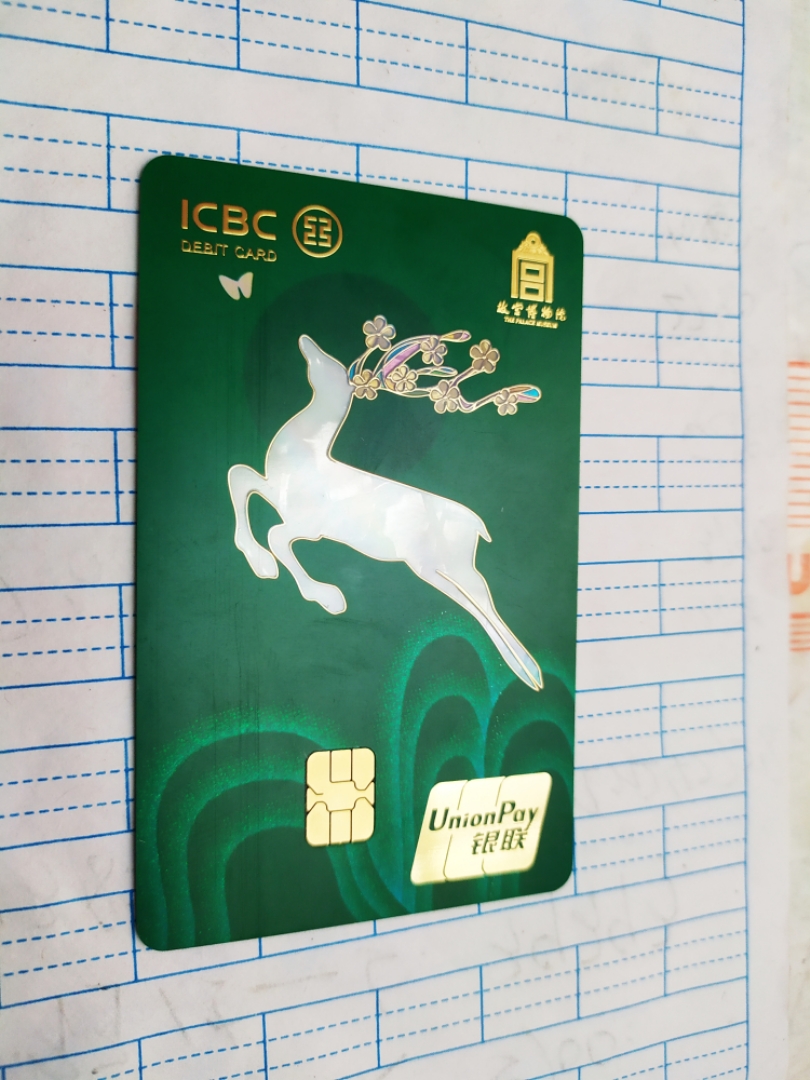 ICBC
DEBIT CARD
故宫博物院
THE PALACE MUSEUM
UnionPay
银联